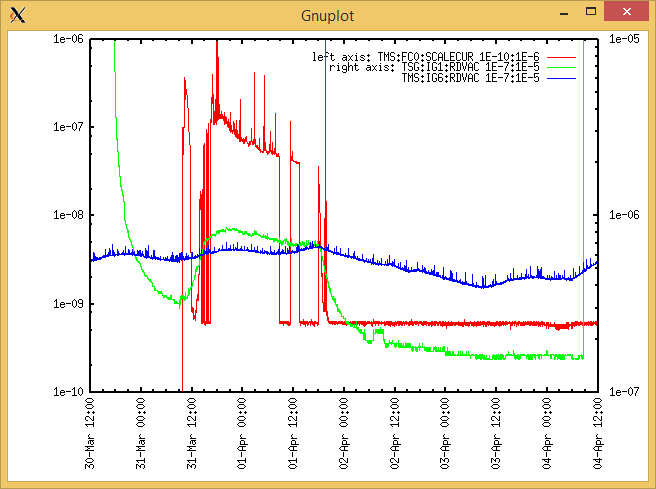 Gnuplot
1e-06
1e-07
1e-08
1e-09
1e-10
1e-05
1e-06
1e-07
left axis: TMS:FC0:SCALECUR 1E-10:1E-6
right axis: TSG:IG1:RDVAC 1E-7:1E-5
TMS:IG6:RDVAC 1E-7:1E-5
30-Mar 12:00
31-Mar 00:00
31-Mar 12:00
01-Apr 00:00
01-Apr 12:00
02-Apr 00:00
02-Apr 12:00
03-Apr 00:00
03-Apr 12:00
04-Apr 00:00
04-Apr 12:00